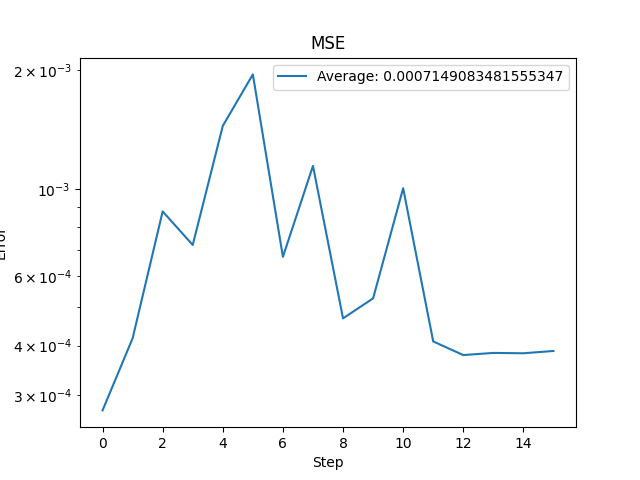 MSE
Average: 0.0007149083481555347
2 × 10⁻³
10⁻³
6 × 10⁻⁴
4 × 10⁻⁴
3 × 10⁻⁴
Error
0 2 4 6 8 10 12 14
Step